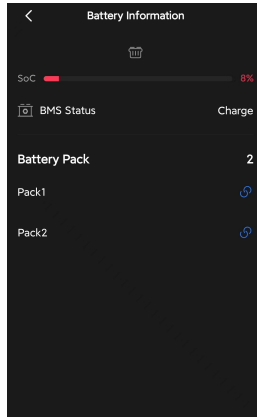 Battery Information
SoC 8%
BMS Status Charge
Battery Pack 2
Pack1
Pack2